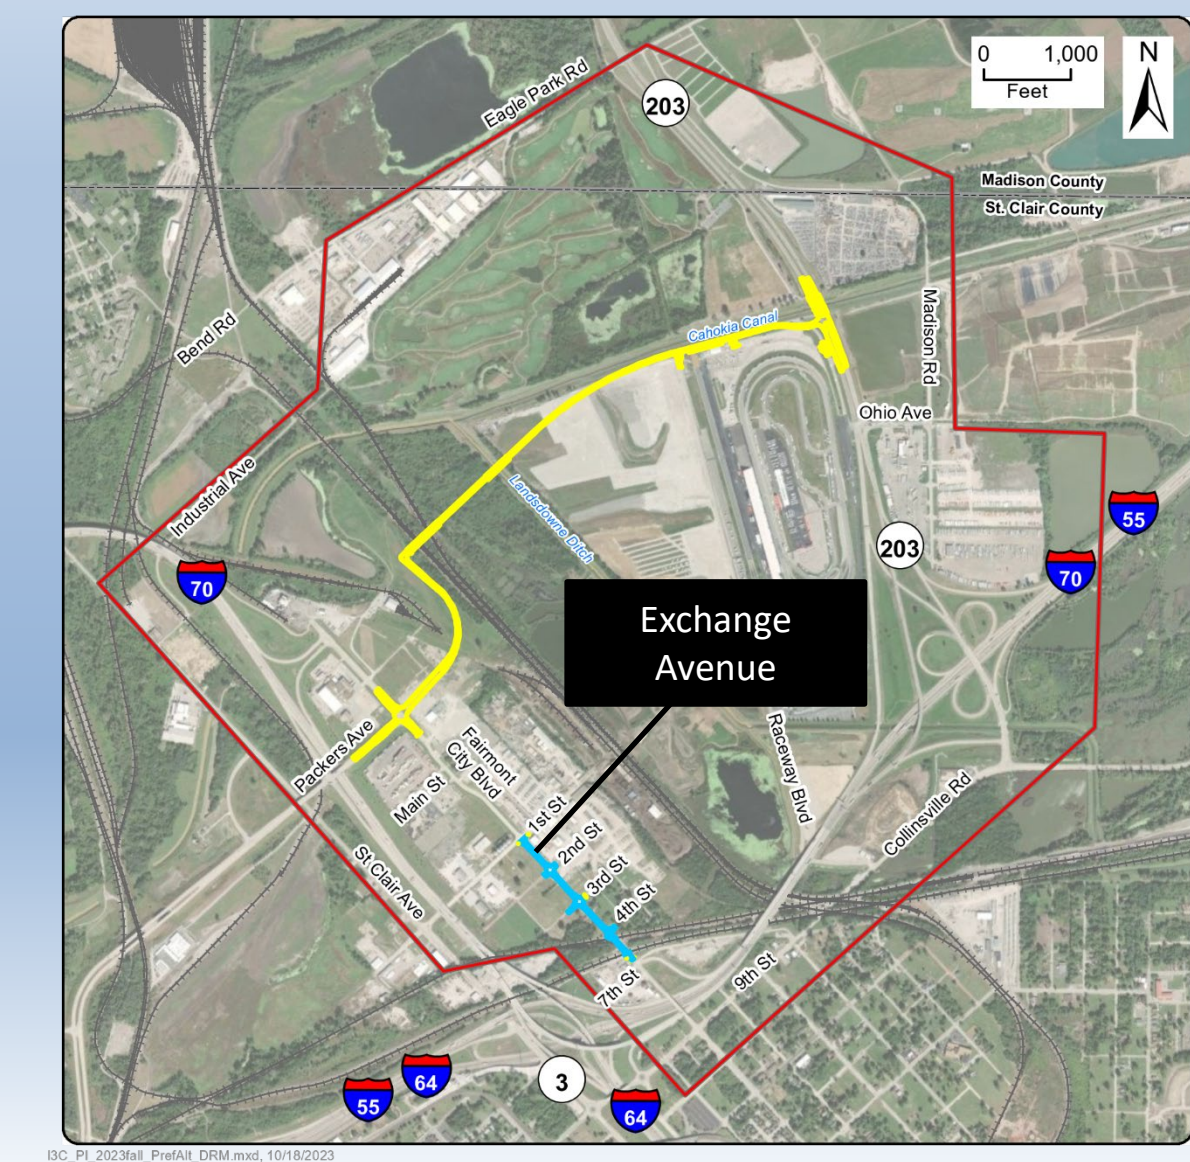 0 1,000
Feet
N
Eagle Park Rd
203
Madison County
St. Clair County
Bend Rd
Cahokia Canal
Madison Rd
Ohio Ave
Industrial Ave
Landsdowne Ditch
55
203
70
70
Exchange
Avenue
Packers Ave
Fairmont
City Blvd
Raceway Blvd
Main St
Collinsville Rd
1st St
2nd St
3rd St
4th St
St Clair Ave
7th St
9th St
64
55
3
64
I3C_PI_2023fall_PrefAlt_DRM.mxd, 10/18/2023